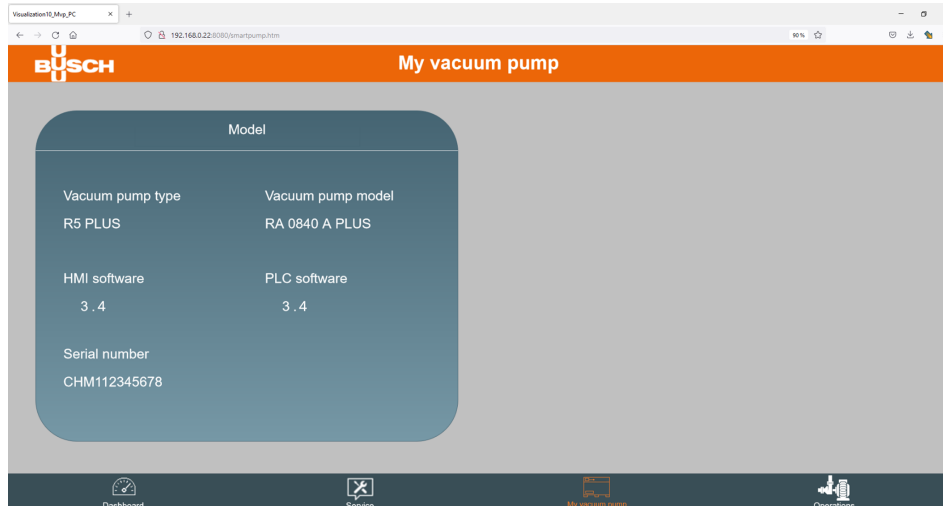 Visualization10_Mvp_PC
192.168.0.22:8080/smartpump.htm
90 %
BUSCH
My vacuum pump
Model
Vacuum pump type
Vacuum pump model
R5 PLUS
RA 0840 A PLUS
HMI software
PLC software
3 . 4
3 . 4
Serial number
CHM112345678
Dashboard
Service
My vacuum pump
Operations